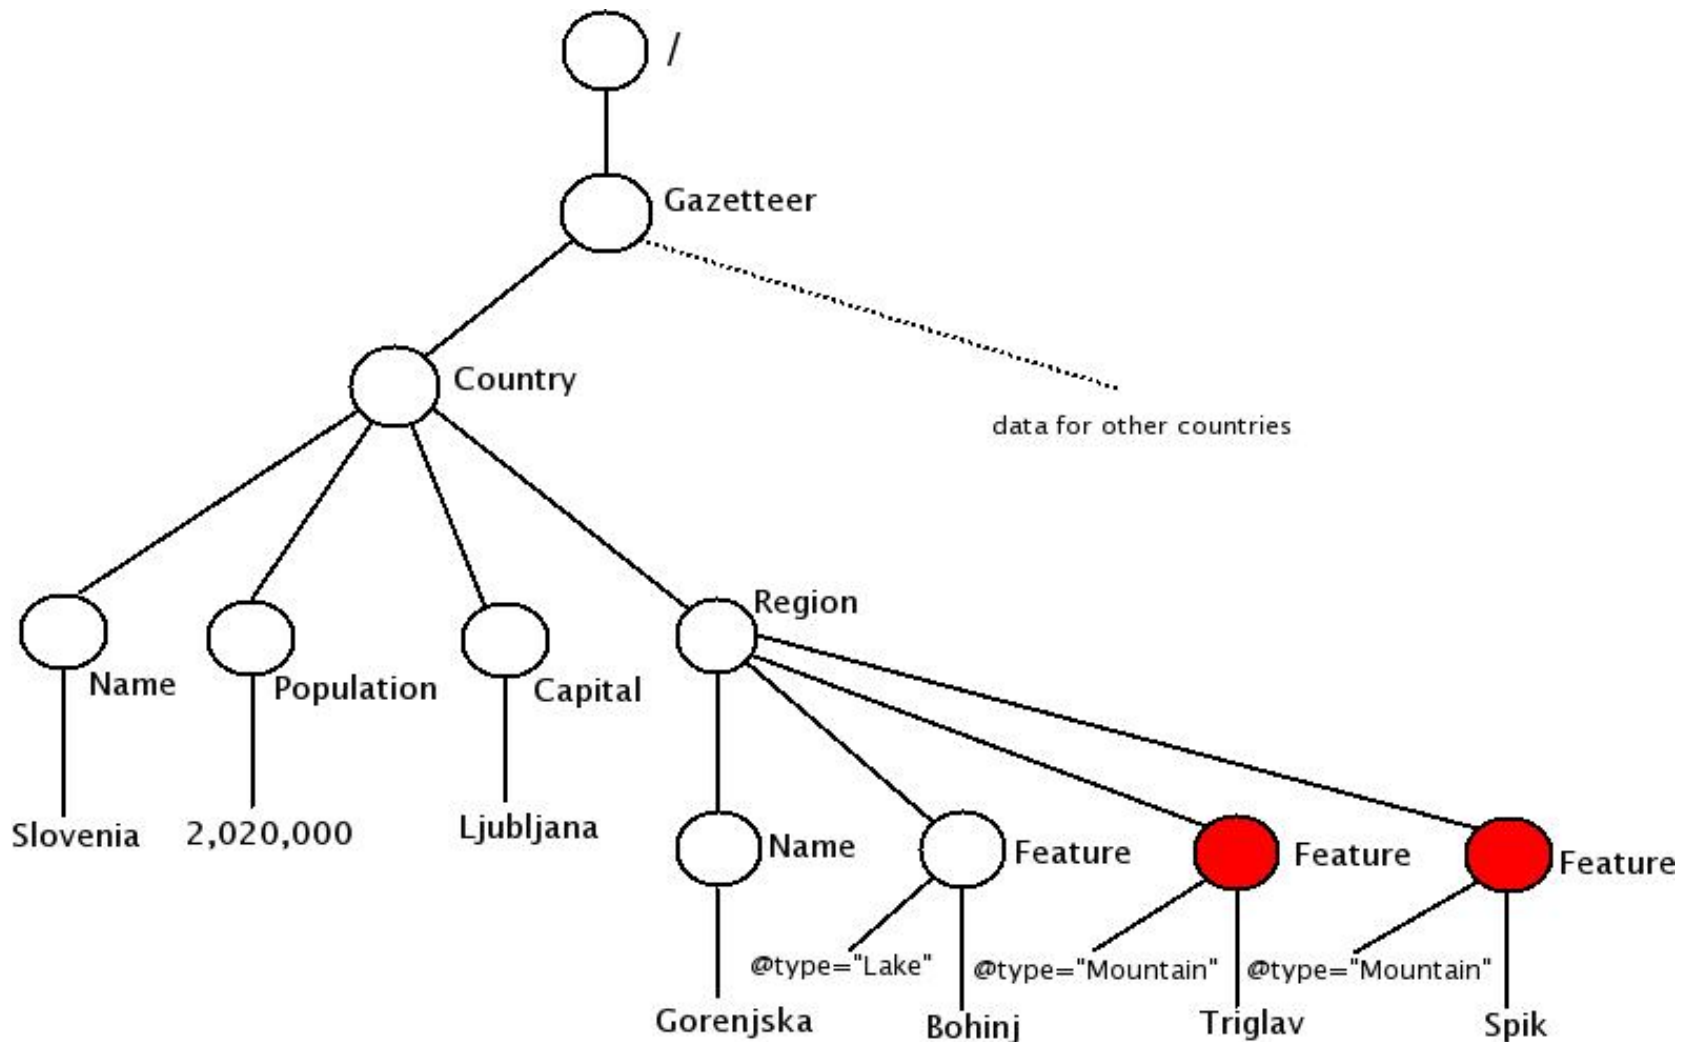 /
Gazetteer
Country
data for other countries
Region
Name
Population
Capital
Slovenia
2,020,000
Ljubljana
Name
Feature
Feature
Feature
@type="Lake"
@type="Mountain"
@type="Mountain"
Gorenjska
Bohinj
Triglav
Spik